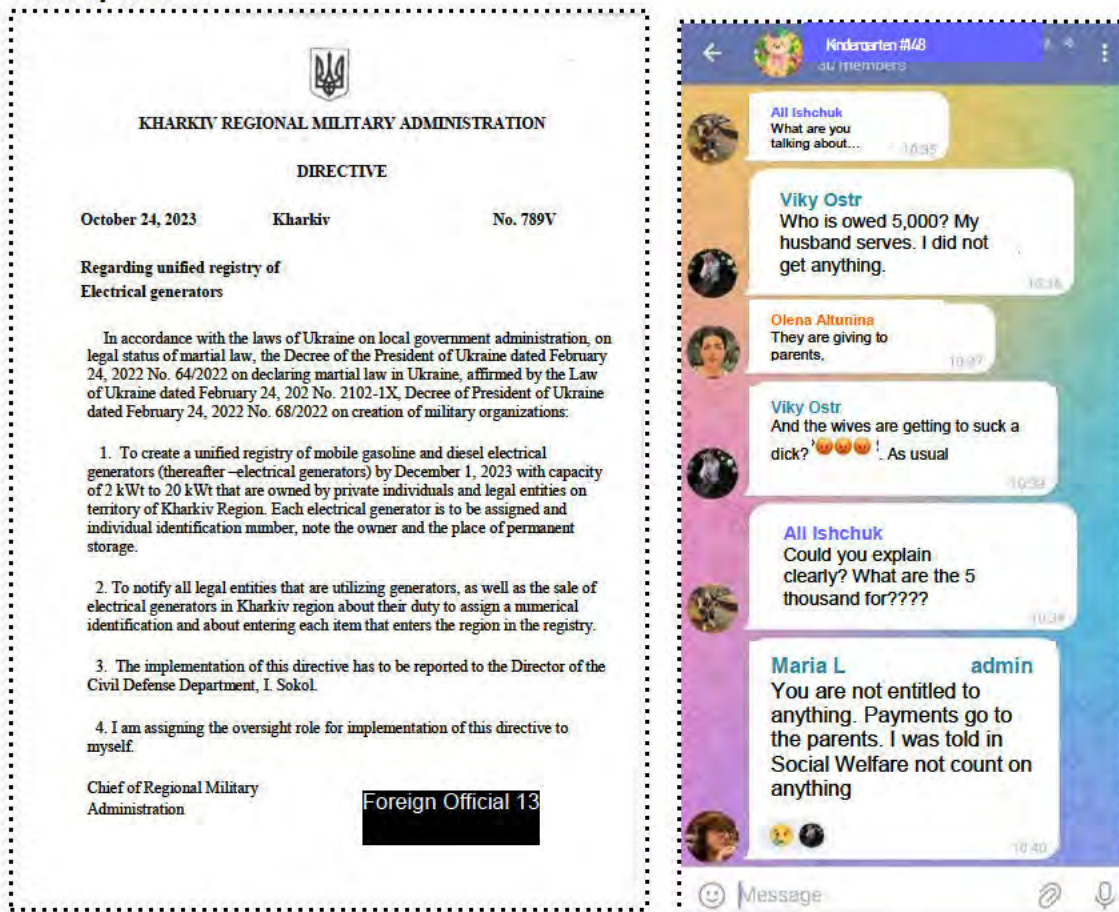 KHARKIV REGIONAL MILITARY ADMINISTRATION
DIRECTIVE
October 24, 2023 Kharkiv No. 789V
Regarding unified registry of
Electrical generators
In accordance with the laws of Ukraine on local government administration, on
legal status of martial law, the Decree of the President of Ukraine dated February
24, 2022 No. 64/2022 on declaring martial law in Ukraine, affirmed by the Law
of Ukraine dated February 24, 202 No. 2102-1X, Decree of President of Ukraine
dated February 24, 2022 No. 68/2022 on creation of military organizations:
1. To create a unified registry of mobile gasoline and diesel electrical
generators (thereafter –electrical generators) by December 1, 2023 with capacity
of 2 kWt to 20 kWt that are owned by private individuals and legal entities on
territory of Kharkiv Region. Each electrical generator is to be assigned and
individual identification number, note the owner and the place of permanent
storage.
2. To notify all legal entities that are utilizing generators, as well as the sale of
electrical generators in Kharkiv region about their duty to assign a numerical
identification and about entering each item that enters the region in the registry.
3. The implementation of this directive has to be reported to the Director of the
Civil Defense Department, I. Sokol.
4. I am assigning the oversight role for implementation of this directive to
myself.
Chief of Regional Military
Administration
Foreign Official 13
Kindergarten #148
30 members
All Ishchuk
What are you
talking about...
10:35
Viky Ostr
Who is owed 5,000? My
husband serves. I did not
get anything.
10:36
Olena Altunina
They are giving to
parents.
10:37
Viky Ostr
And the wives are getting to suck a
dick? 😡😡😡 ! As usual
All Ishchuk
Could you explain
clearly? What are the 5
thousand for????
10:39
Maria L admin
You are not entitled to
anything. Payments go to
the parents. I was told in
Social Welfare not count on
anything
10:40
Message